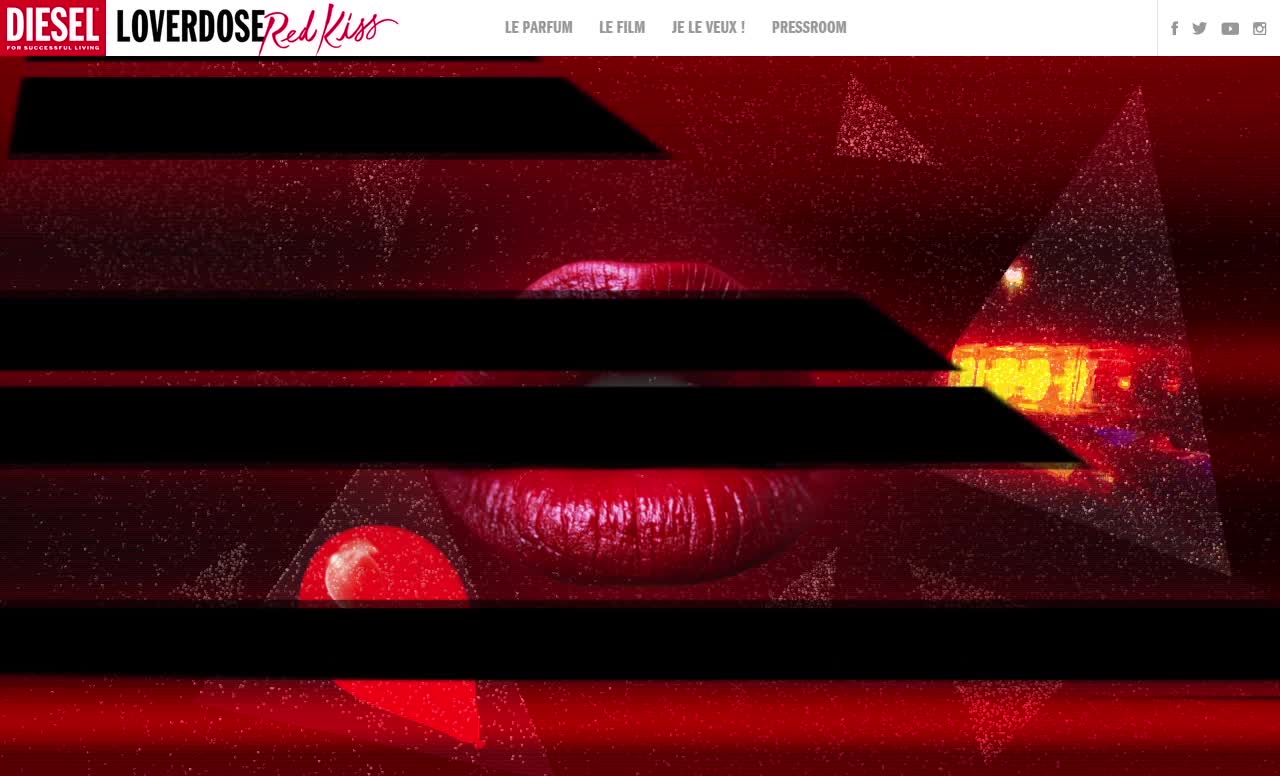 DIESEL®
FOR SUCCESSFUL LIVING
LOVERDOSE Red Kiss
LE PARFUM
LE FILM
JE LE VEUX !
PRESSROOM